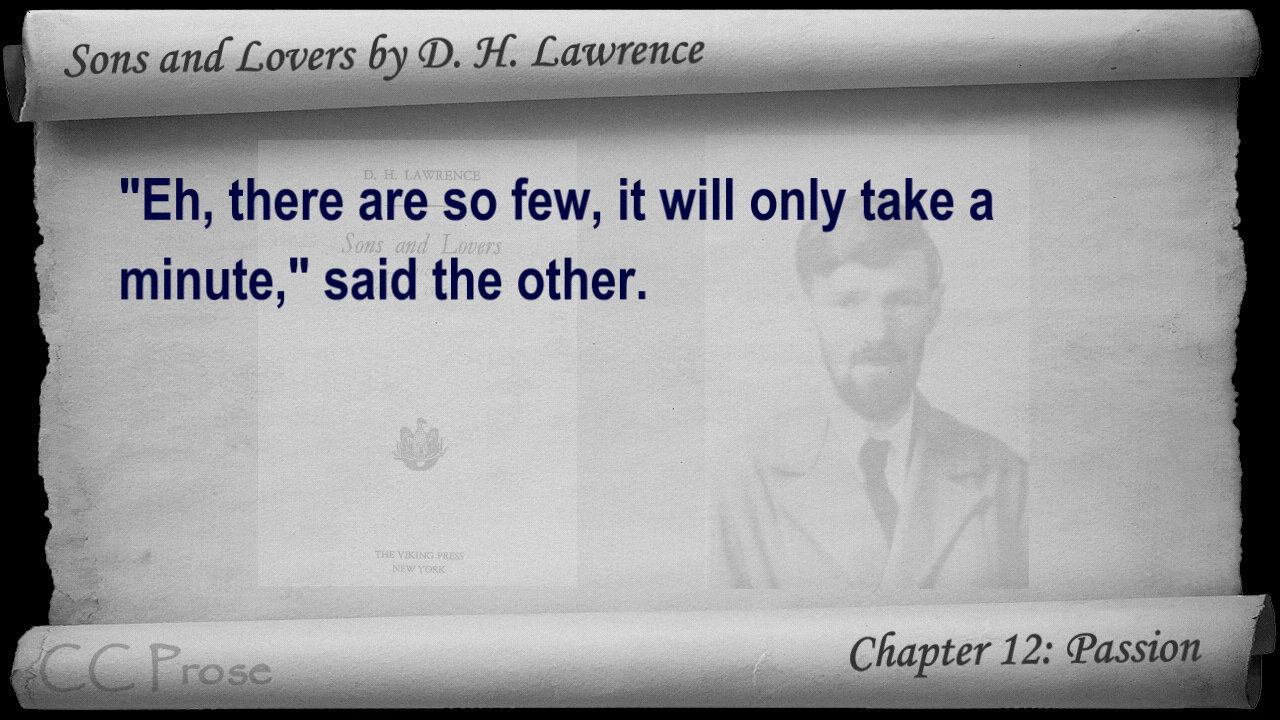 Sons and Lovers by D. H. Lawrence
D. H. LAWRENCE
"Eh, there are so few, it will only take a
Sons and Lovers
minute," said the other.
THE VIKING PRESS
NEW YORK
Chapter 12: Passion
CC Prose